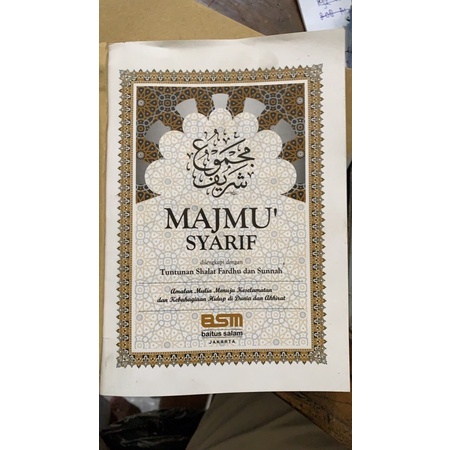 مجموع
شريف
MAJMU'
SYARIF
dilengkapi dengan
Tuntunan Shalat Fardhu dan Sunnah
Amalan Mulia Menuju Keselamatan
dan Kebahagiaan Hidup di Dunia dan Akhirat
BSM
baitus salam
JAKARTA